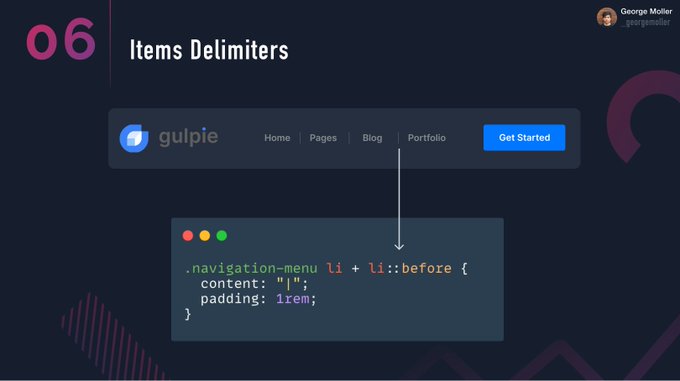 06
Items Delimiters
George Moller
_georgemoller
gulpie
Home | Pages | Blog | Portfolio
Get Started
.navigation-menu li + li::before {
content: "|";
padding: 1rem;
}